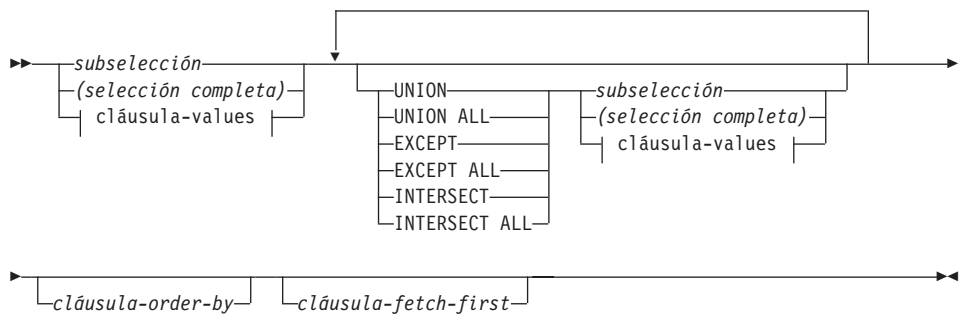 subselección
(selección completa)
cláusula-values
UNION
UNION ALL
EXCEPT
EXCEPT ALL
INTERSECT
INTERSECT ALL
subselección
(selección completa)
cláusula-values
cláusula-order-by
cláusula-fetch-first